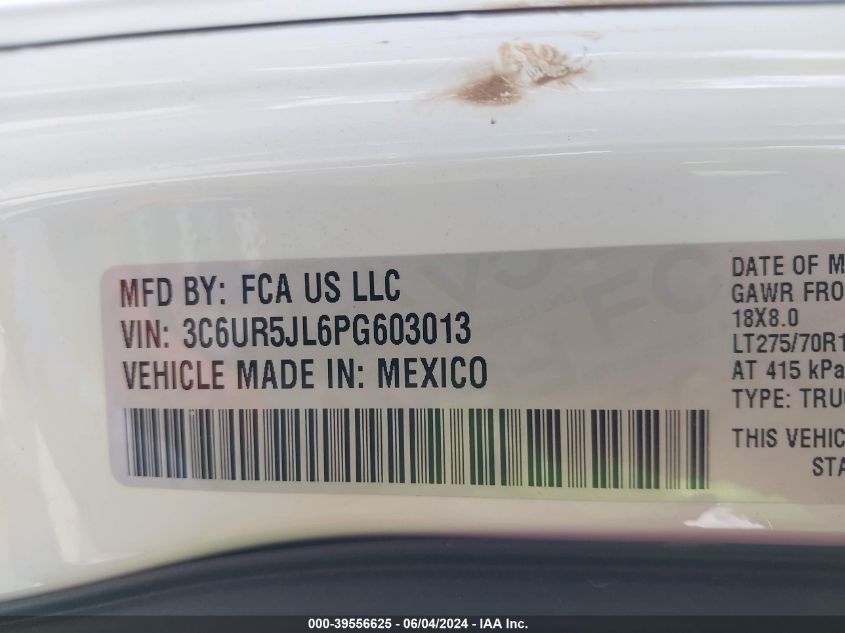 MFD BY: FCA US LLC
VIN: 3C6UR5JL6PG603013
VEHICLE MADE IN: MEXICO
DATE OF M
GAWR FRO
18X8.0
LT275/70R1
AT 415 kPa
TYPE: TRU
THIS VEHIC
STA
000-39556625 - 06/04/2024 - IAA Inc.